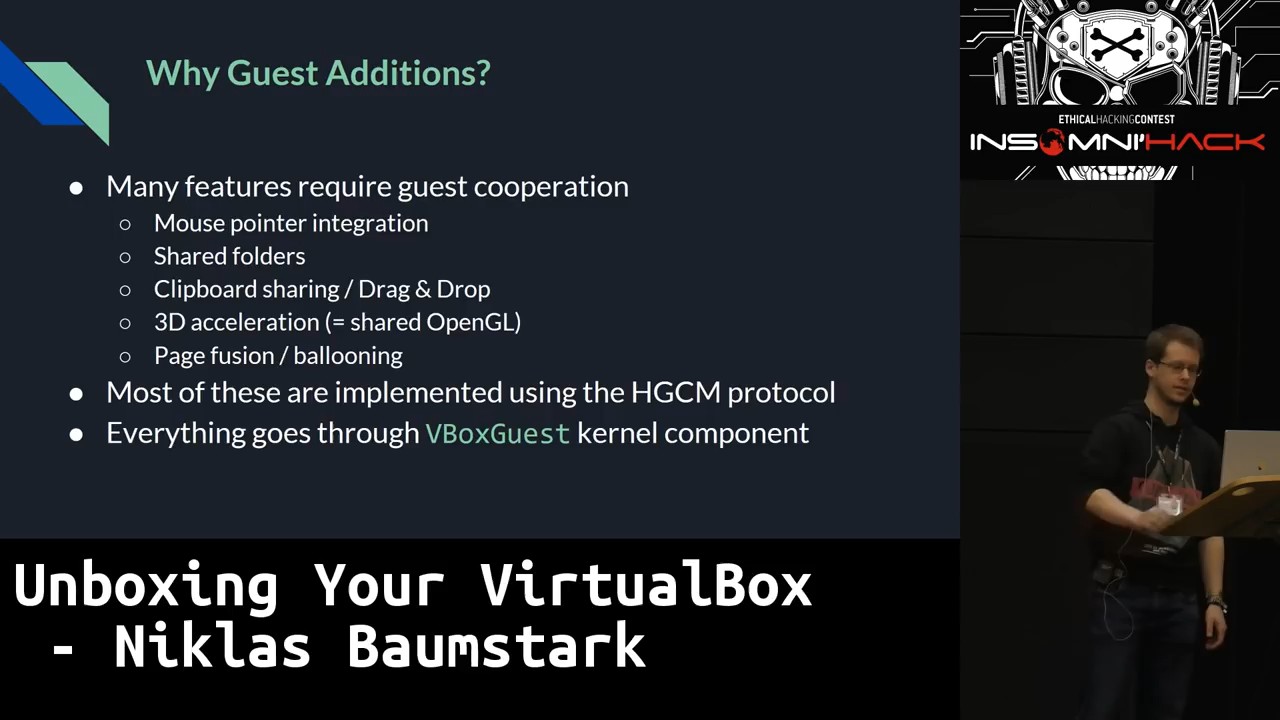 Why Guest Additions?
● Many features require guest cooperation
○ Mouse pointer integration
○ Shared folders
○ Clipboard sharing / Drag & Drop
○ 3D acceleration (= shared OpenGL)
○ Page fusion / ballooning
● Most of these are implemented using the HGCM protocol
● Everything goes through VBoxGuest kernel component
ETHICALHACKINGCONTEST
INSOMNI'HACK
Unboxing Your VirtualBox
- Niklas Baumstark